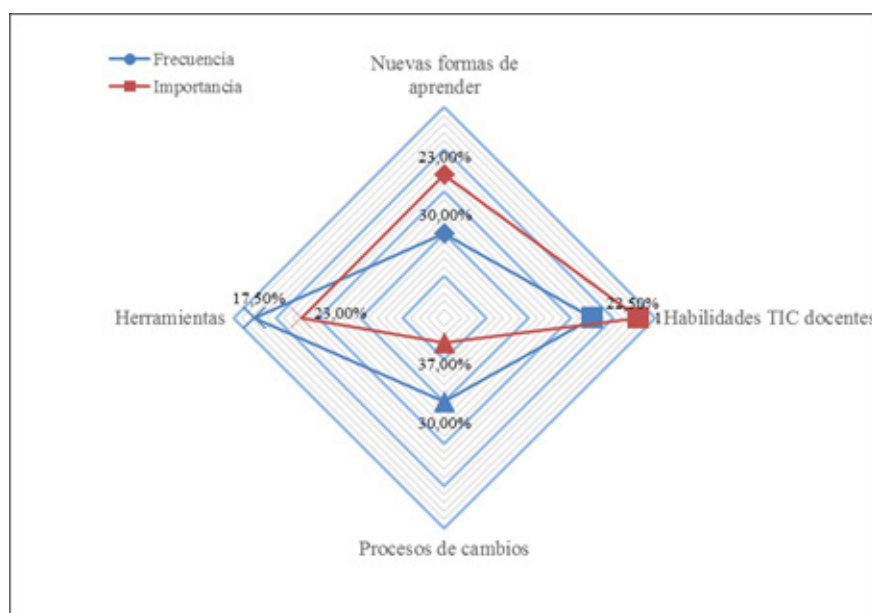 Frecuencia
Importancia
Nuevas formas de
aprender
23,00%
30,00%
17,50%
22,50%
Herramientas
23,00%
Habilidades TIC docentes
37,00%
30,00%
Procesos de cambios